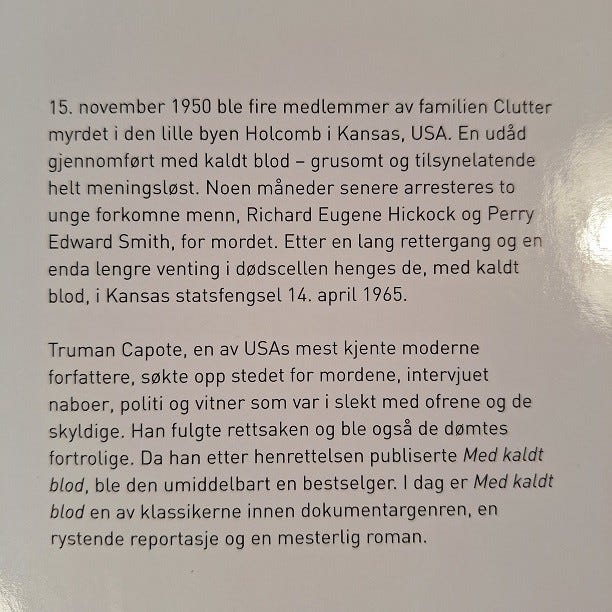 15. november 1950 ble fire medlemmer av familien Clutter
myrdet i den lille byen Holcomb i Kansas, USA. En udåd
gjennomført med kaldt blod – grusomt og tilsynelatende
helt meningsløst. Noen måneder senere arresteres to
unge forkomne menn, Richard Eugene Hickock og Perry
Edward Smith, for mordet. Etter en lang rettergang og en
enda lengre venting i dødscellen henges de, med kaldt
blod, i Kansas statsfengsel 14. april 1965.

Truman Capote, en av USAs mest kjente moderne
forfattere, søkte opp stedet for mordene, intervjuet
naboer, politi og vitner som var i slekt med ofrene og de
skyldige. Han fulgte rettsaken og ble også de dømtes
fortrolige. Da han etter henrettelsen publiserte Med kaldt
blod, ble den umiddelbart en bestselger. I dag er Med kaldt
blod en av klassikerne innen dokumentargenren, en
rystende reportasje og en mesterlig roman.